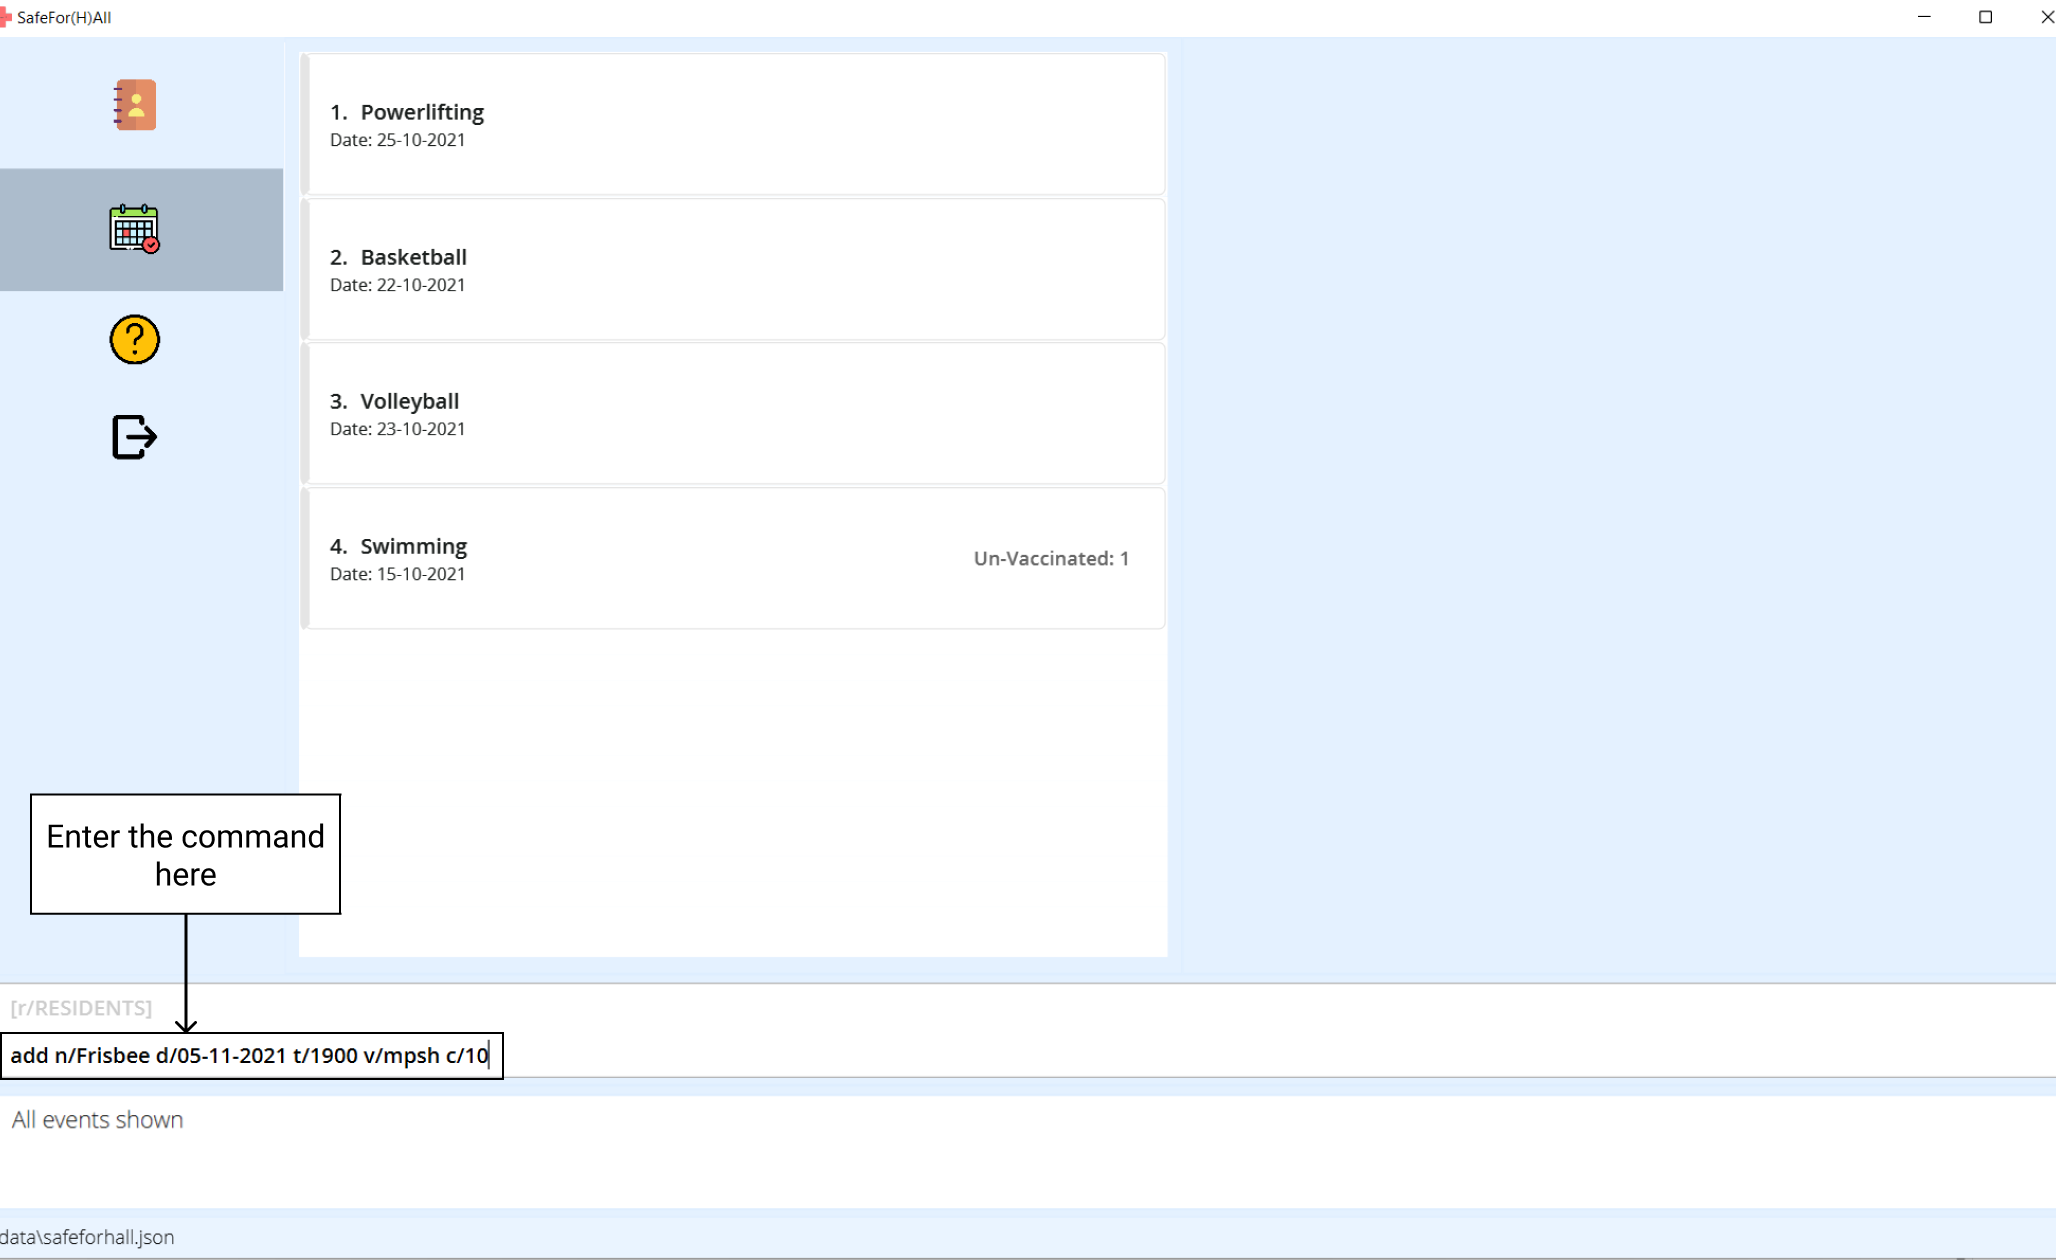 SafeFor(H)All
1. Powerlifting
Date: 25-10-2021
2. Basketball
Date: 22-10-2021
3. Volleyball
Date: 23-10-2021
4. Swimming
Date: 15-10-2021
Un-Vaccinated: 1
Enter the command
here
[r/RESIDENTS]
add n/Frisbee d/05-11-2021 t/1900 v/mpsh c/10
All events shown
data\safeforhall.json